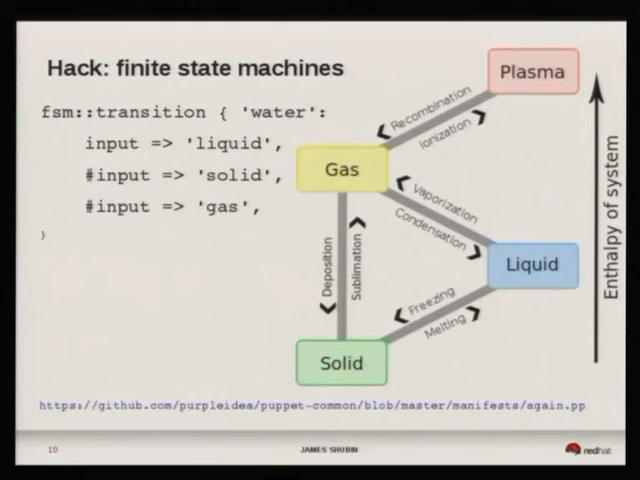 Hack: finite state machines
fsm::transition { 'water':
input => 'liquid',
#input => 'solid',
#input => 'gas',
}
Plasma
Recombination
Ionization
Gas
Vaporization
Condensation
Deposition
Sublimation
Liquid
Freezing
Melting
Solid
Enthalpy of system
https://github.com/purpleidea/puppet-common/blob/master/manifests/again.pp
10
JAMES SHUBIN
redhat